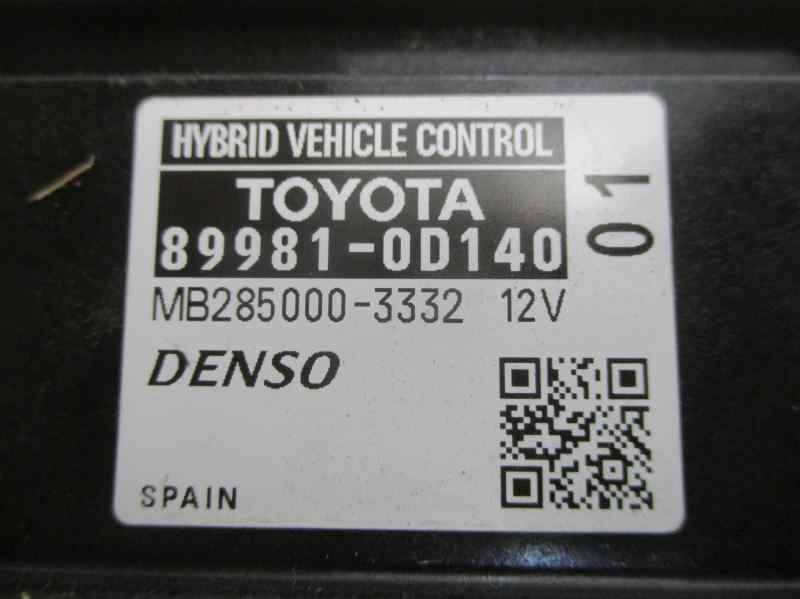 HYBRID VEHICLE CONTROL
TOYOTA
89981-0D140
01
MB285000-3332 12V
DENSO
SPAIN